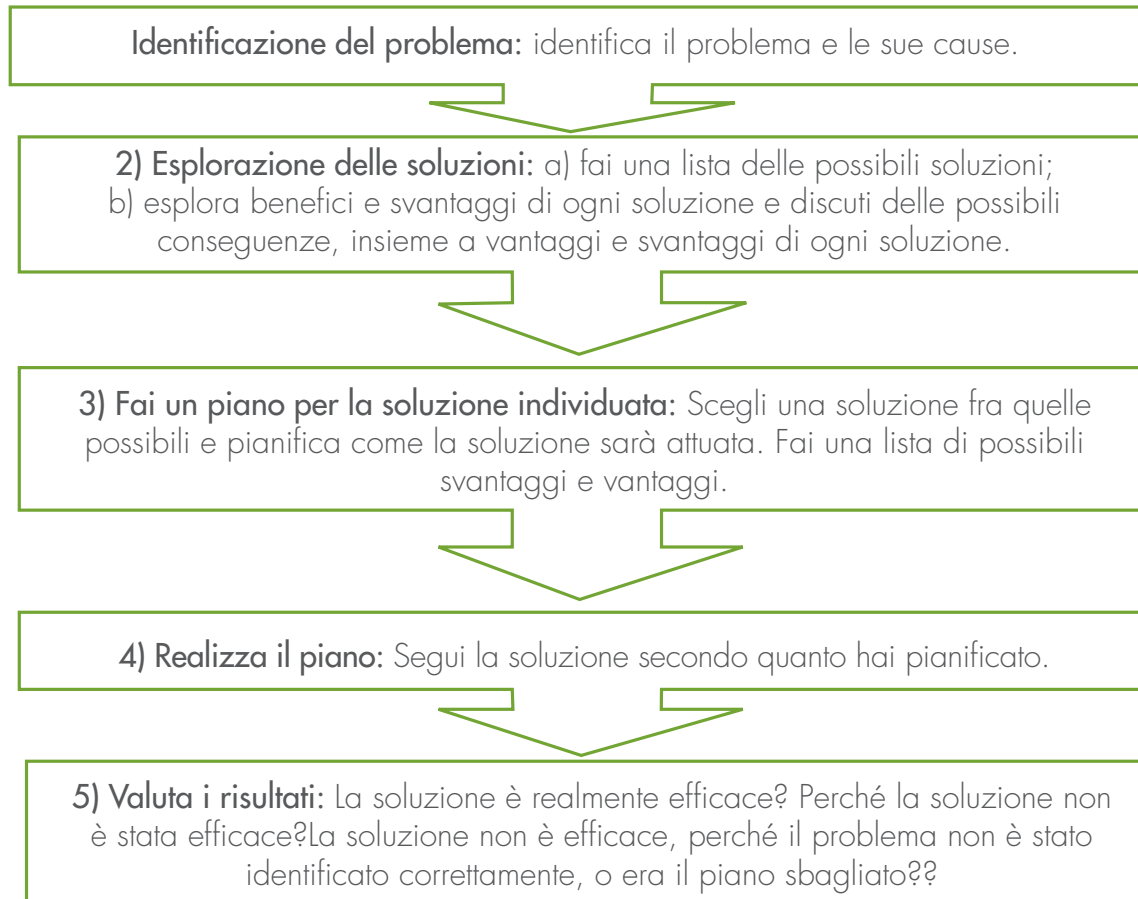 Identificazione del problema: identifica il problema e le sue cause.
2) Esplorazione delle soluzioni: a) fai una lista delle possibili soluzioni;
b) esplora benefici e svantaggi di ogni soluzione e discuti delle possibili
conseguenze, insieme a vantaggi e svantaggi di ogni soluzione.
3) Fai un piano per la soluzione individuata: Scegli una soluzione fra quelle
possibili e pianifica come la soluzione sarà attuata. Fai una lista di possibili
svantaggi e vantaggi.
4) Realizza il piano: Segui la soluzione secondo quanto hai pianificato.
5) Valuta i risultati: La soluzione è realmente efficace? Perché la soluzione non
è stata efficace?La soluzione non è efficace, perché il problema non è stato
identificato correttamente, o era il piano sbagliato??